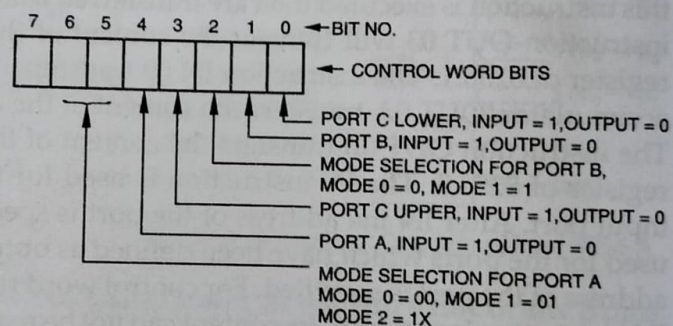 7 6 5 4 3 2 1 0 BIT NO.
CONTROL WORD BITS
PORT C LOWER, INPUT = 1,OUTPUT = 0
PORT B, INPUT = 1,OUTPUT = 0
MODE SELECTION FOR PORT B,
MODE 0 = 0, MODE 1 = 1
PORT C UPPER, INPUT = 1,OUTPUT = 0
PORT A, INPUT = 1,OUTPUT = 0
MODE SELECTION FOR PORT A
MODE 0 = 00, MODE 1 = 01
MODE 2 = 1X